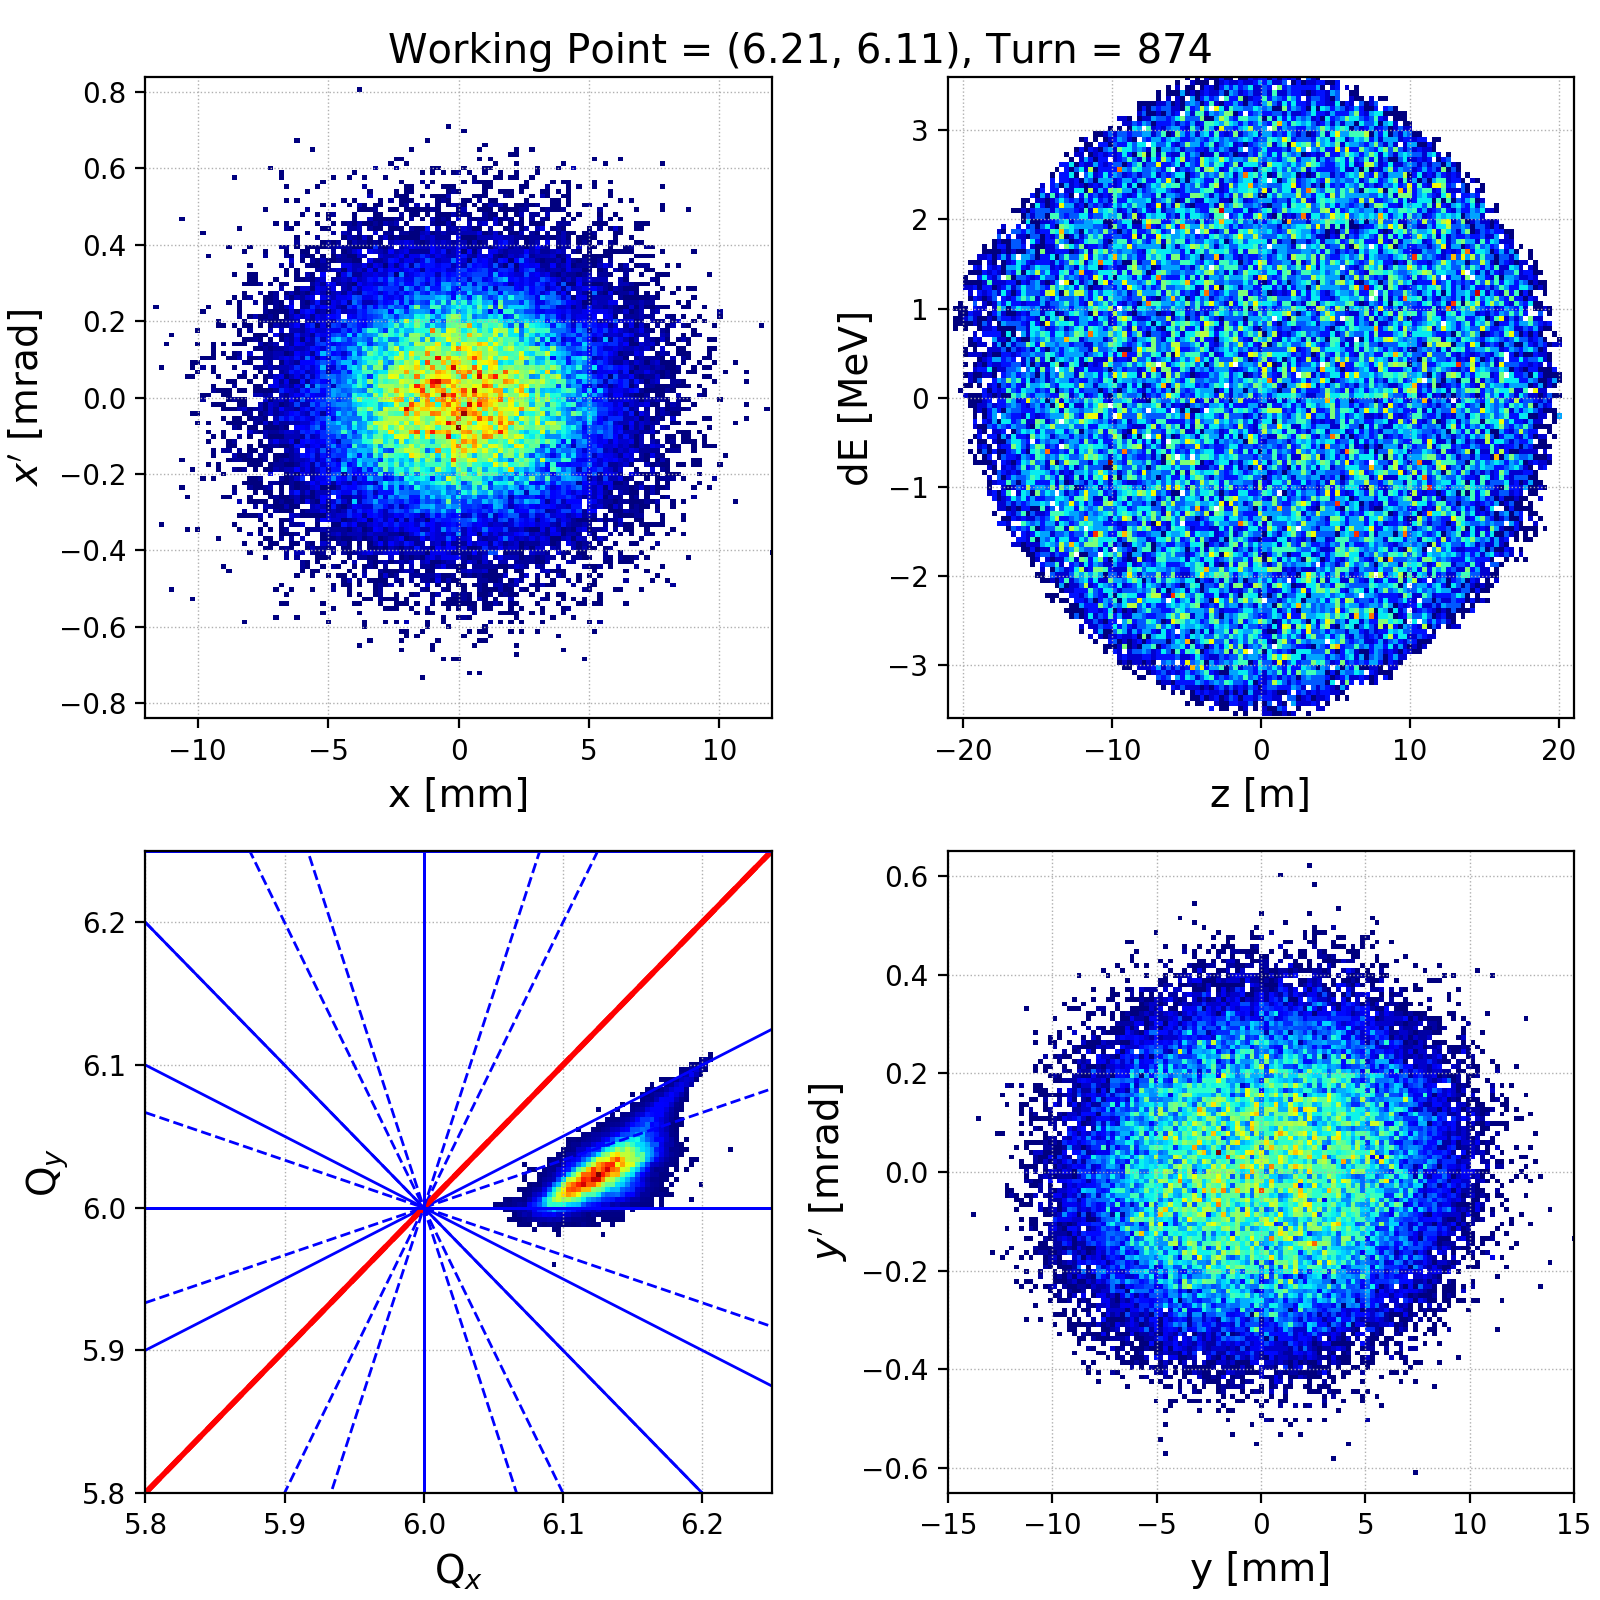 Working Point = (6.21, 6.11), Turn = 874
0.8
0.6
0.4
0.2
0.0
−0.2
−0.4
−0.6
−0.8
x′ [mrad]
−10 −5 0 5 10
x [mm]
3
2
1
0
−1
−2
−3
dE [MeV]
−20 −10 0 10 20
z [m]
6.2
6.1
6.0
5.9
5.8
Qy
5.8 5.9 6.0 6.1 6.2
Qx
0.6
0.4
0.2
0.0
−0.2
−0.4
−0.6
y′ [mrad]
−15 −10 −5 0 5 10 15
y [mm]